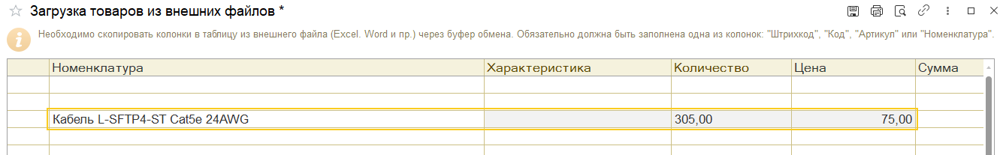 Загрузка товаров из внешних файлов *
Необходимо скопировать колонки в таблицу из внешнего файла (Excel. Word и пр.) через буфер обмена. Обязательно должна быть заполнена одна из колонок: "Штрихкод", "Код", "Артикул" или "Номенклатура".
Номенклатура Характеристика Количество Цена Сумма
Кабель L-SFTP4-ST Cat5e 24AWG 305,00 75,00